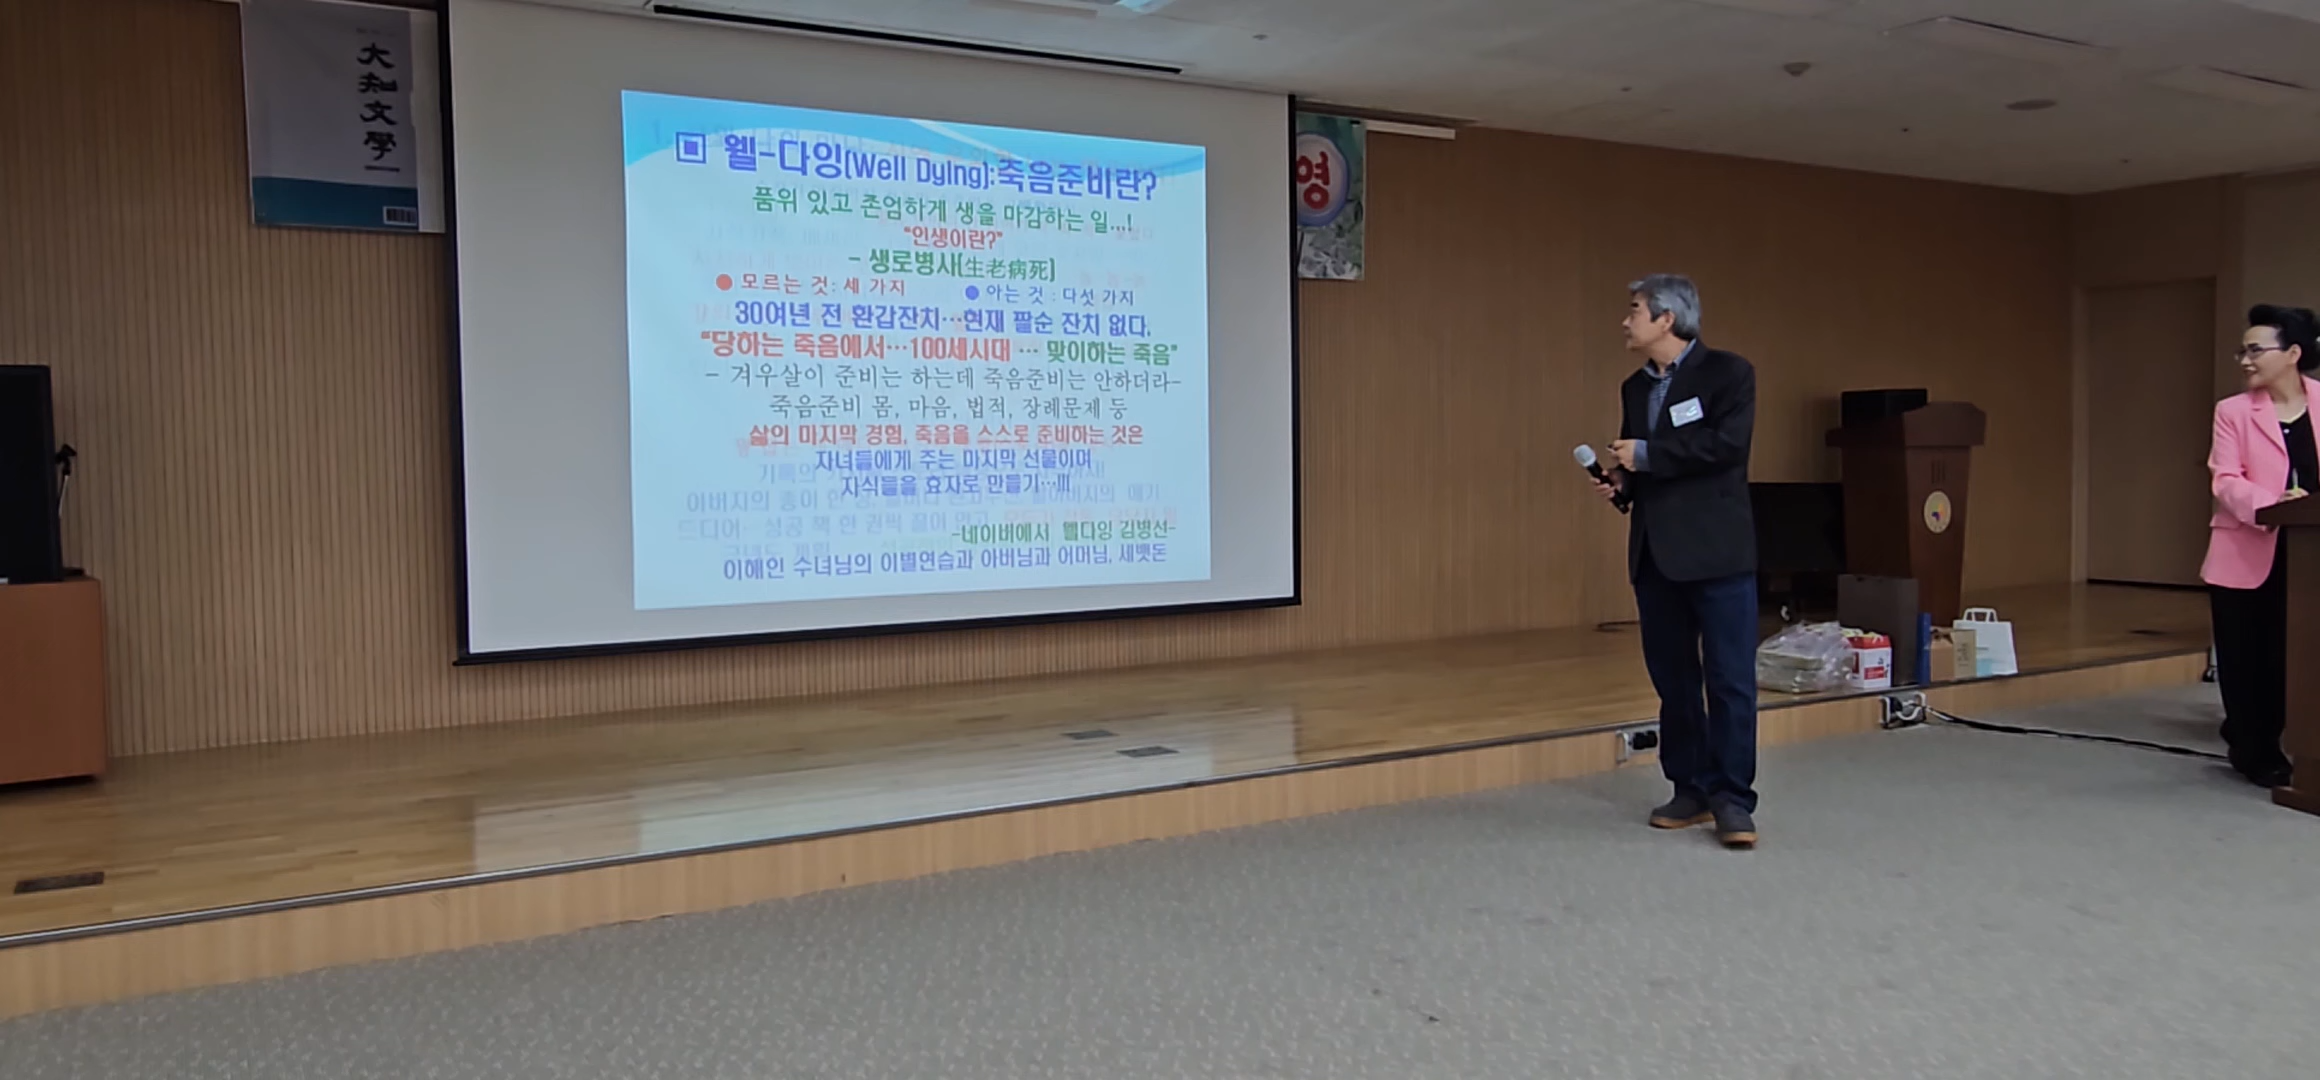 大知文學
영
▣ 웰-다잉(Well Dying):죽음준비란?
품위 있고 존엄하게 생을 마감하는 일...!
"인생이란?"
- 생로병사(生老病死)
● 모르는 것: 세 가지 ● 아는 것 : 다섯 가지
30여년 전 환갑잔치…현재 팔순 잔치 없다.
"당하는 죽음에서…100세시대 … 맞이하는 죽음"
- 겨우살이 준비는 하는데 죽음준비는 안하더라-
죽음준비 몸, 마음, 법적, 장례문제 등
삶의 마지막 경험, 죽음을 스스로 준비하는 것은
자녀들에게 주는 마지막 선물이며
자식들을 효자로 만들기…!!!
-네이버에서 웰다잉 김병선-
이해인 수녀님의 이별연습과 아버님과 어머님, 세뱃돈